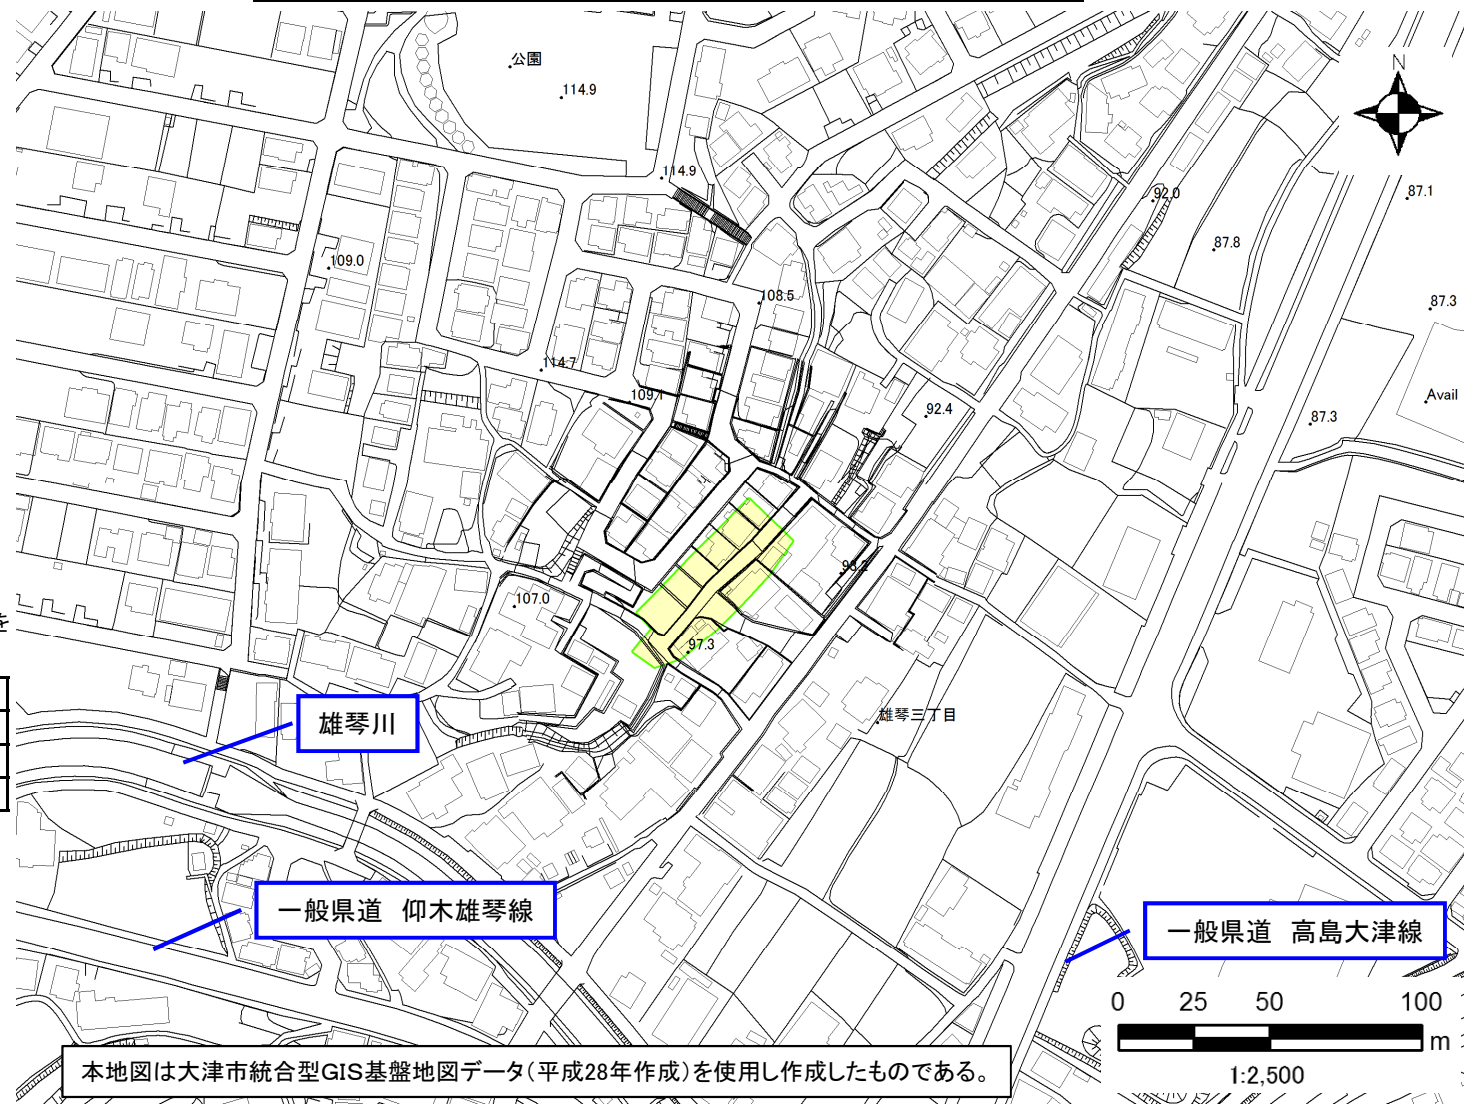 公園
114.9
N
114.9
92.0
87.1
87.8
109.0
108.5
87.3
114.7
109.1
92.4
Avail
87.3
98.2
107.0
を
97.3
雄琴川
雄琴三丁目
一般県道 仰木雄琴線
一般県道 高島大津線
0 25 50 100
m
1:2,500
本地図は大津市統合型GIS基盤地図データ(平成28年作成)を使用し作成したものである。